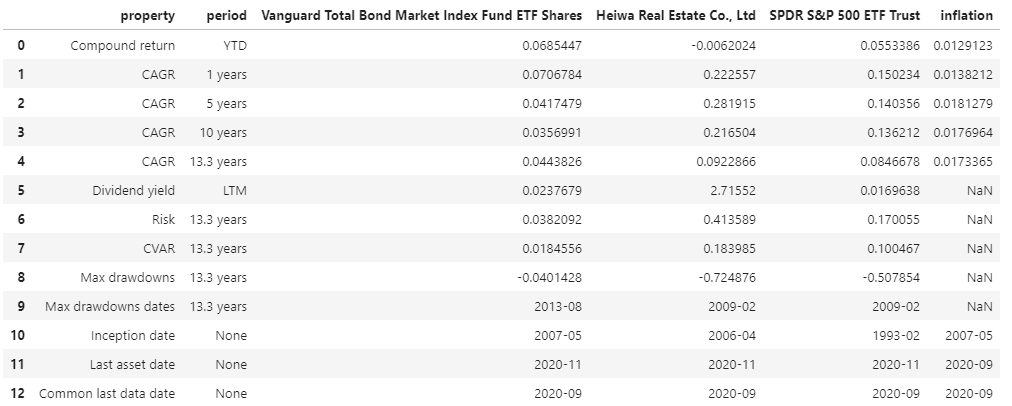 property period Vanguard Total Bond Market Index Fund ETF Shares Heiwa Real Estate Co., Ltd SPDR S&P 500 ETF Trust inflation
0 Compound return YTD 0.0685447 -0.0062024 0.0553386 0.0129123
1 CAGR 1 years 0.0706784 0.222557 0.150234 0.0138212
2 CAGR 5 years 0.0417479 0.281915 0.140356 0.0181279
3 CAGR 10 years 0.0356991 0.216504 0.136212 0.0176964
4 CAGR 13.3 years 0.0443826 0.0922866 0.0846678 0.0173365
5 Dividend yield LTM 0.0237679 2.71552 0.0169638 NaN
6 Risk 13.3 years 0.0382092 0.413589 0.170055 NaN
7 CVAR 13.3 years 0.0184556 0.183985 0.100467 NaN
8 Max drawdowns 13.3 years -0.0401428 -0.724876 -0.507854 NaN
9 Max drawdowns dates 13.3 years 2013-08 2009-02 2009-02 NaN
10 Inception date None 2007-05 2006-04 1993-02 2007-05
11 Last asset date None 2020-11 2020-11 2020-11 2020-09
12 Common last data date None 2020-09 2020-09 2020-09 2020-09